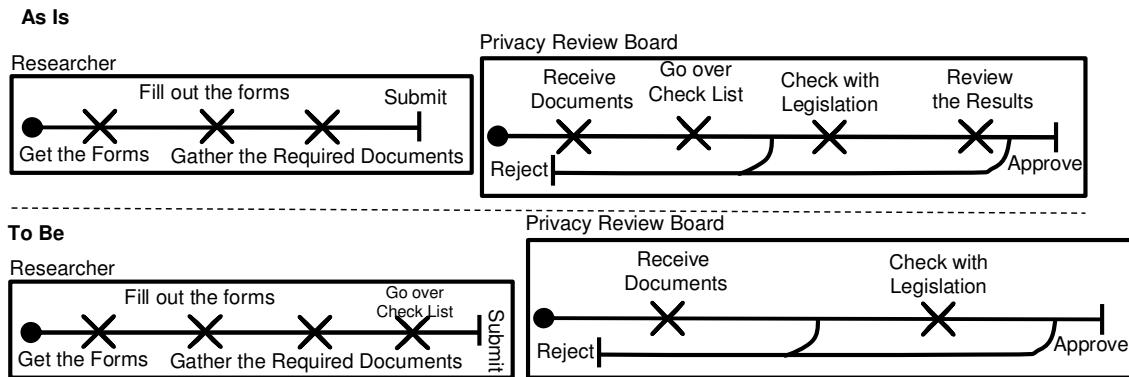 As Is
Privacy Review Board
Researcher
Receive
Documents
Go over
Check List
Check with
Legislation
Review
the Results
Fill out the forms
Submit
Get the Forms
Gather the Required Documents
Reject
Approve
To Be
Privacy Review Board
Researcher
Receive
Documents
Check with
Legislation
Fill out the forms
Go over
Check List
Submit
Get the Forms
Gather the Required Documents
Reject
Approve